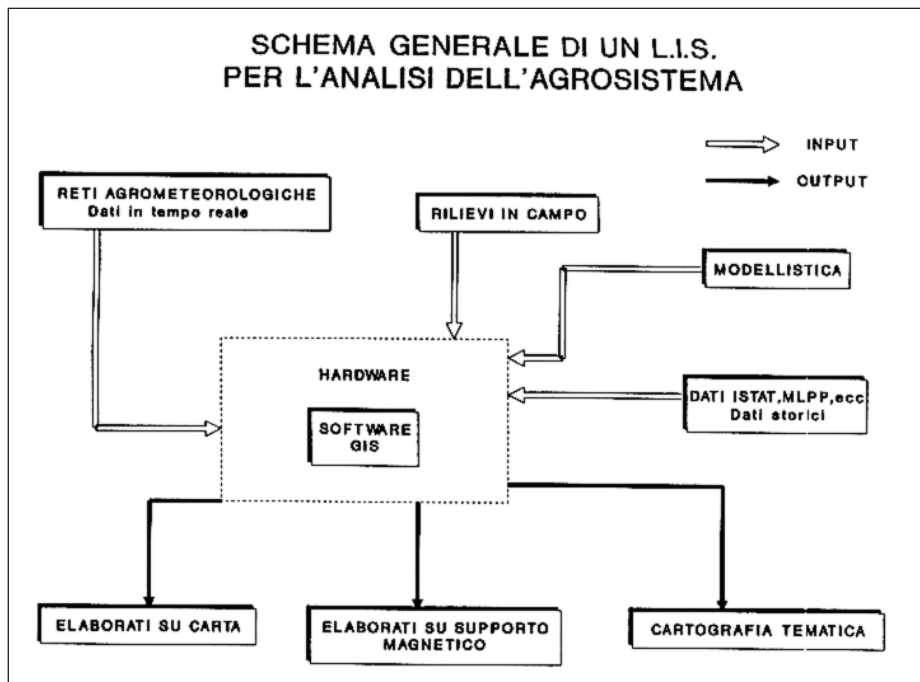 SCHEMA GENERALE DI UN L.I.S.
PER L'ANALISI DELL'AGROSISTEMA
INPUT
OUTPUT
RETI AGROMETEOROLOGICHE
Dati in tempo reale
RILIEVI IN CAMPO
MODELLISTICA
HARDWARE
DATI ISTAT,MLPP,ecc
Dati storici
SOFTWARE
GIS
ELABORATI SU CARTA
ELABORATI SU SUPPORTO
MAGNETICO
CARTOGRAFIA TEMATICA